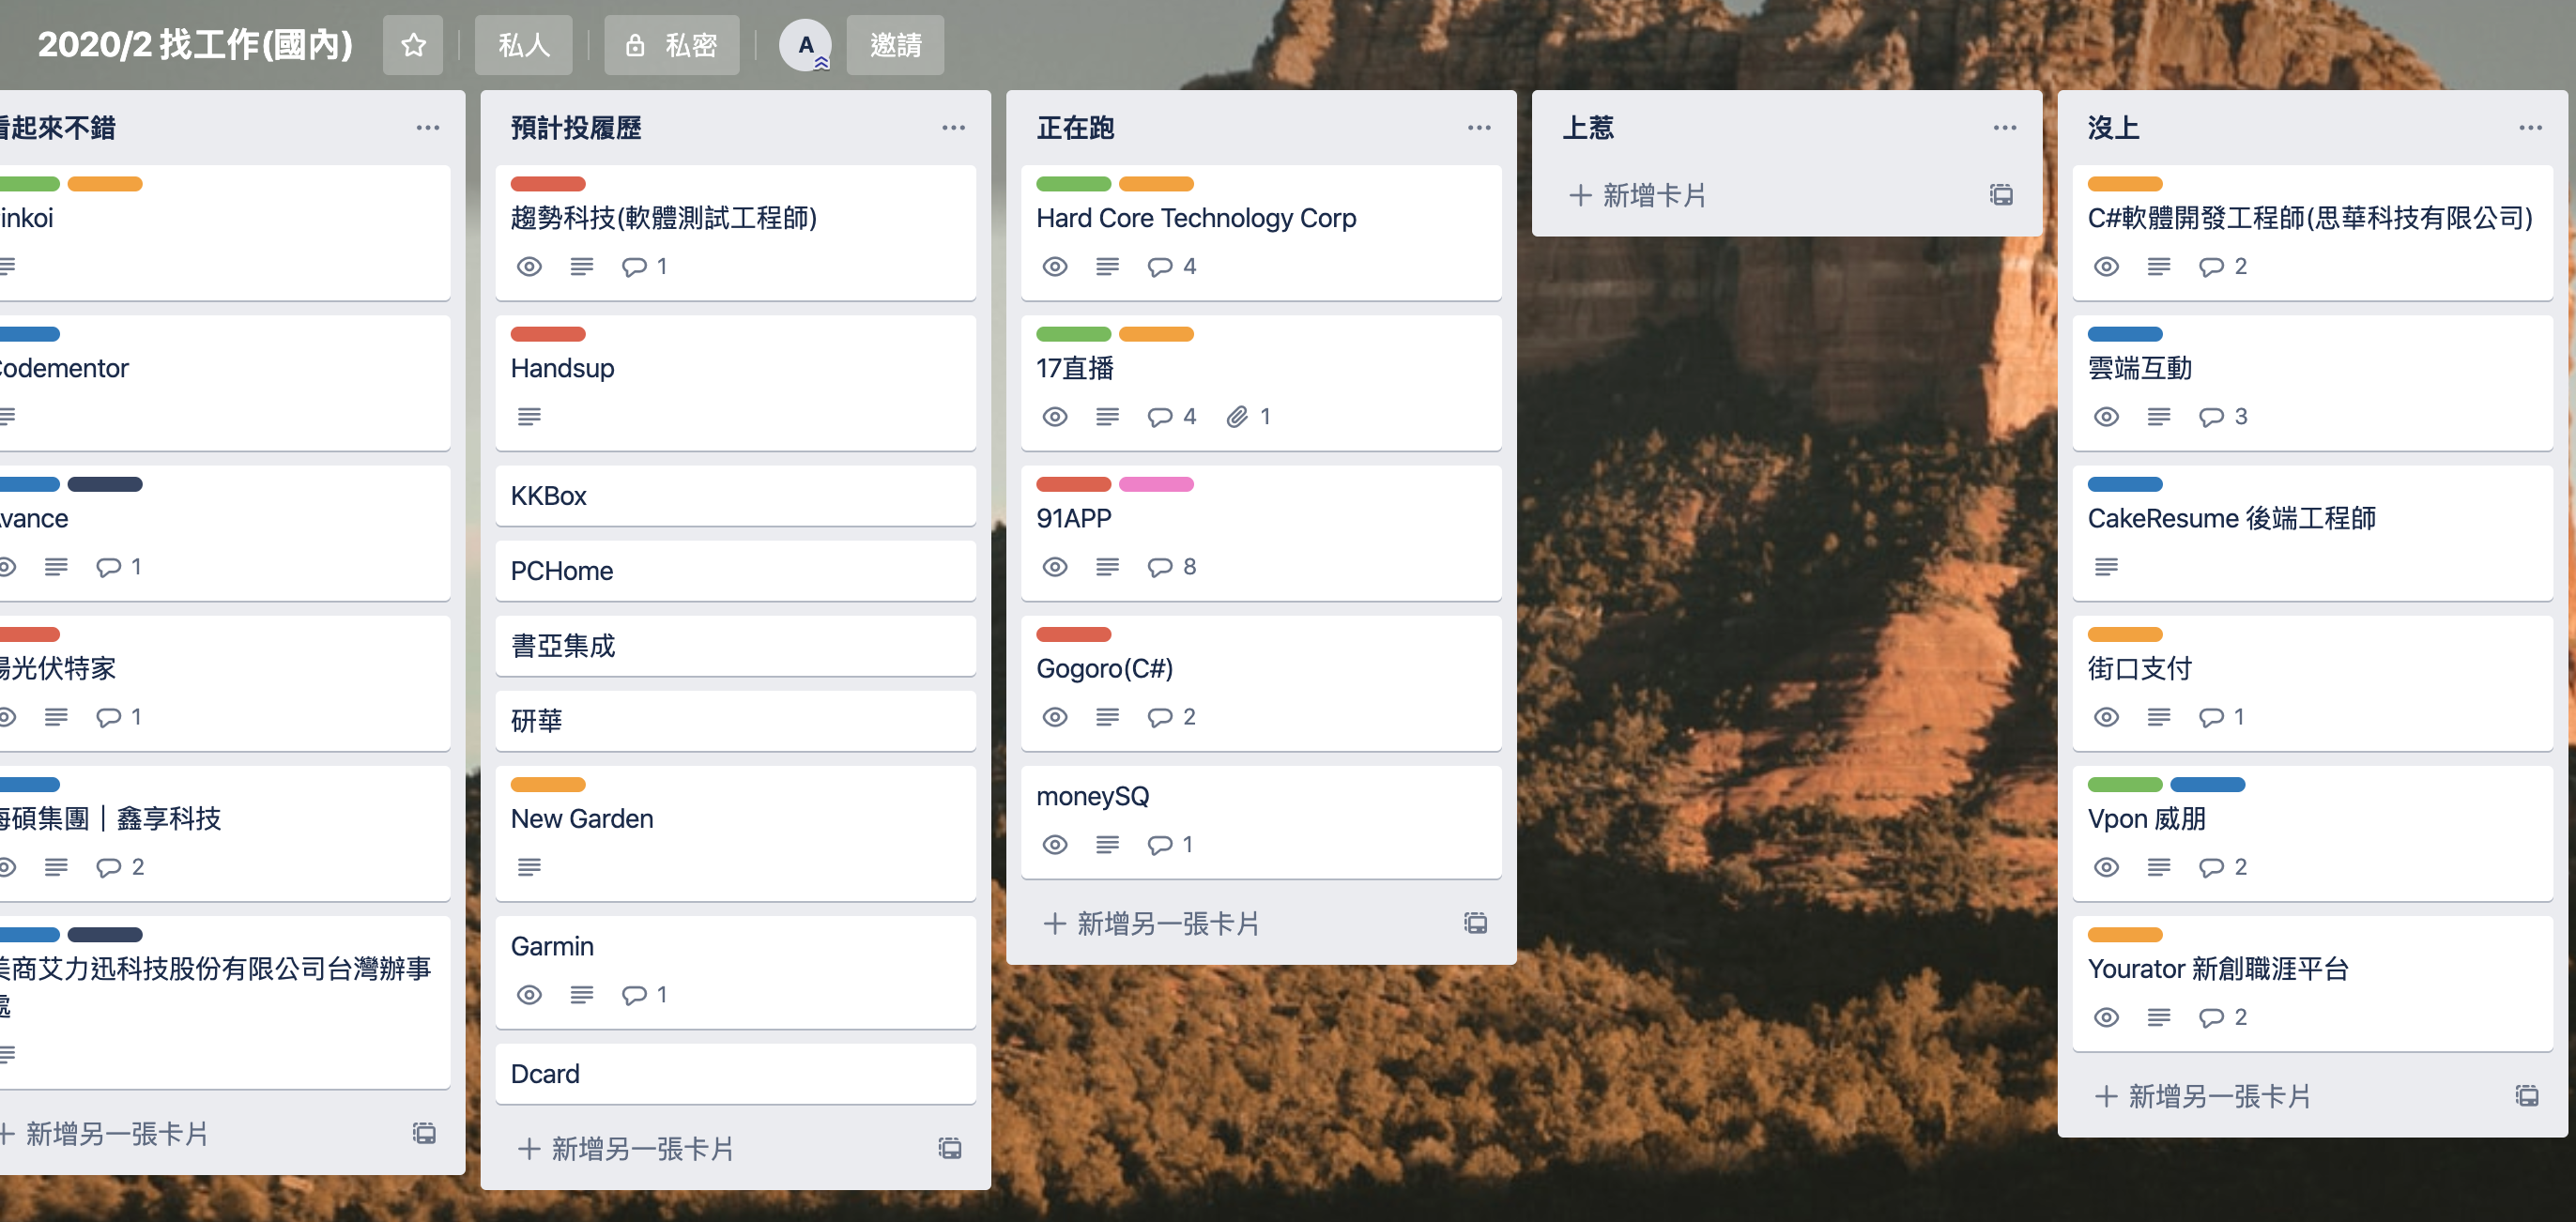 2020/2 找工作(國內)
私人
私密
A
邀請
看起來不錯
inkoi
Codementor
Avance
1
陽光伏特家
1
海碩集團｜鑫享科技
2
美商艾力迅科技股份有限公司台灣辦事
處
新增另一張卡片
預計投履歷
趨勢科技(軟體測試工程師)
1
Handsup
KKBox
PCHome
書亞集成
研華
New Garden
Garmin
1
Dcard
新增另一張卡片
正在跑
Hard Core Technology Corp
4
17直播
4 1
91APP
8
Gogoro(C#)
2
moneySQ
1
新增另一張卡片
上惹
新增卡片
沒上
C#軟體開發工程師(思華科技有限公司)
2
雲端互動
3
CakeResume 後端工程師
街口支付
1
Vpon 威朋
2
Yourator 新創職涯平台
2
新增另一張卡片